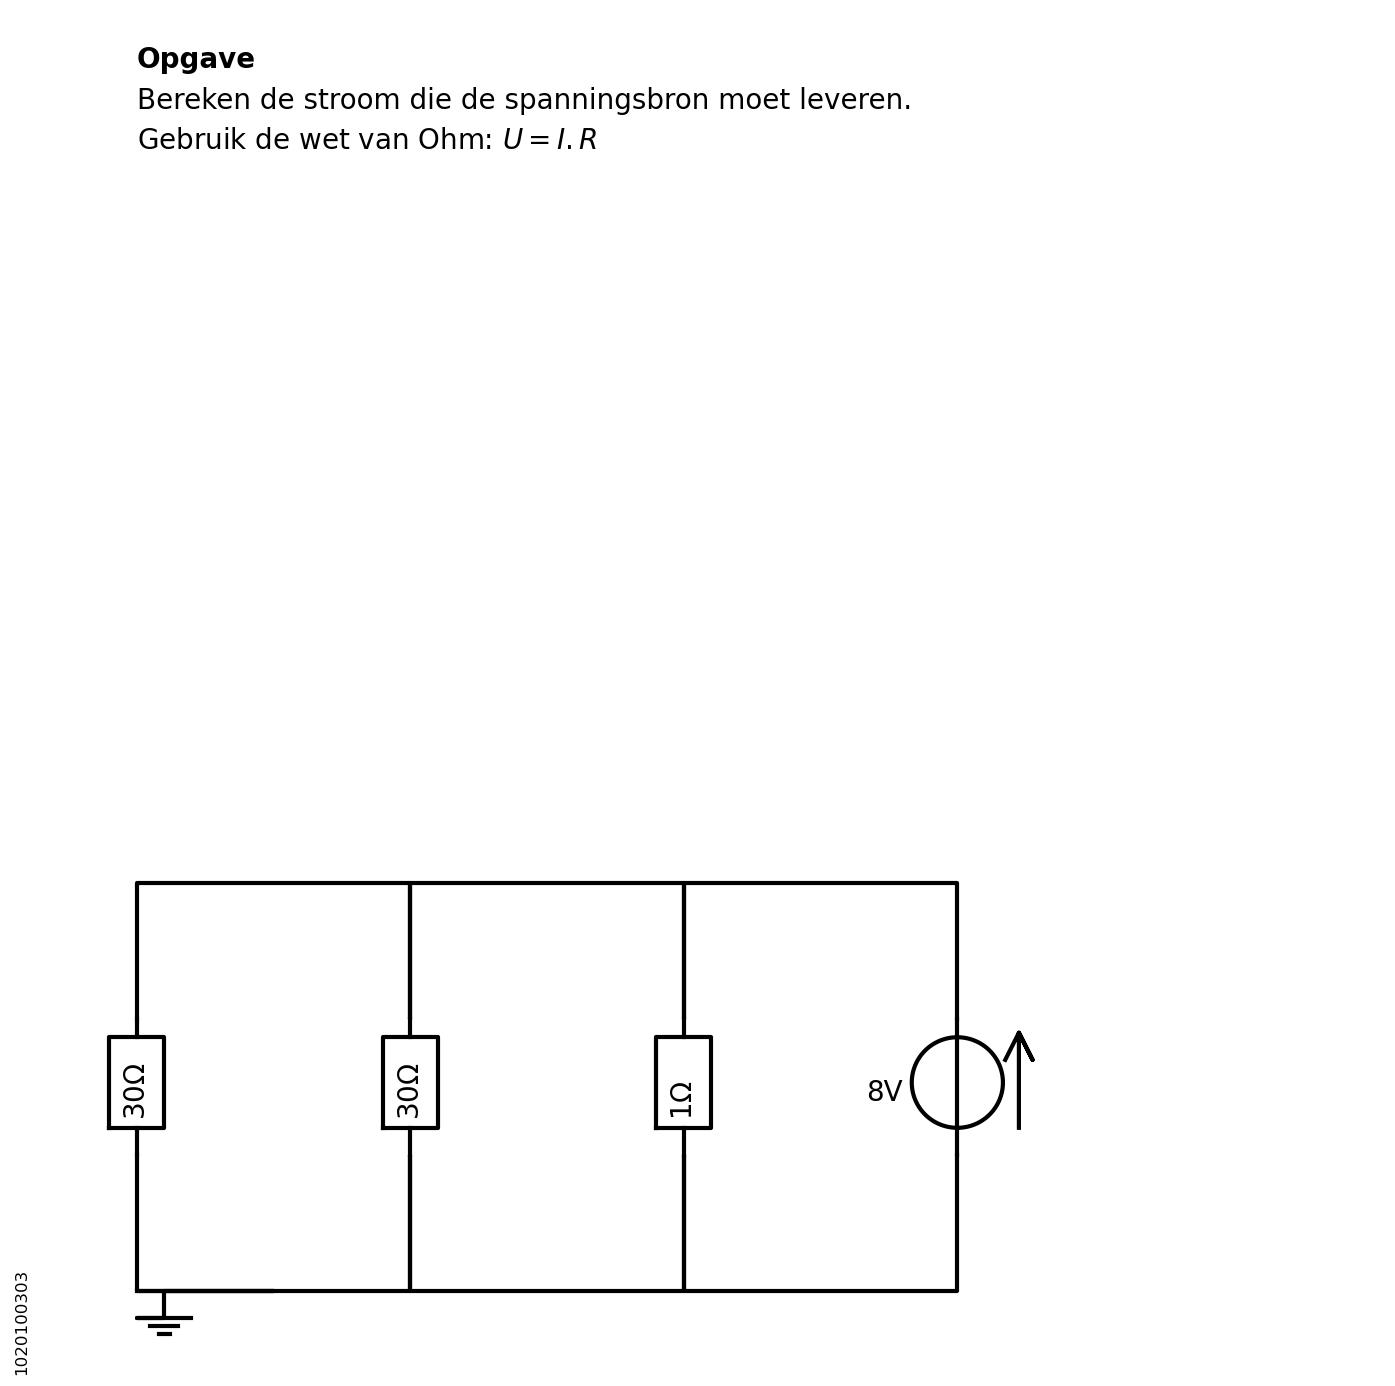 Opgave
Bereken de stroom die de spanningsbron moet leveren.
Gebruik de wet van Ohm: U = I. R
30Ω
30Ω
1Ω
8V
1020100303